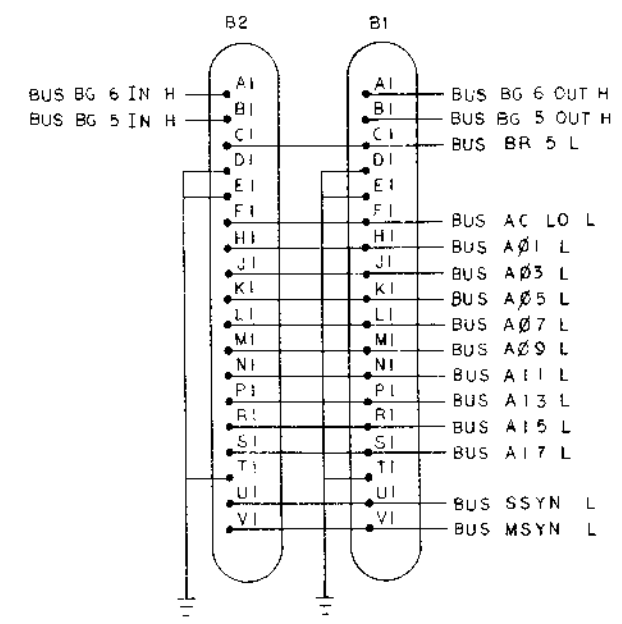 B2 B1
A1 A1
BUS BG 6 IN H BUS BG 6 OUT H
B1 B1
BUS BG 5 IN H BUS BG 5 OUT H
C1 C1
BUS BR 5 L
D1 D1
E1 E1
F1 F1
BUS AC LO L
H1 H1
BUS AØ1 L
J1 J1
BUS AØ3 L
K1 K1
BUS AØ5 L
L1 L1
BUS AØ7 L
M1 M1
BUS AØ9 L
N1 N1
BUS A11 L
P1 P1
BUS A13 L
R1 R1
BUS A15 L
S1 S1
BUS A17 L
T1 T1
U1 U1
BUS SSYN L
V1 V1
BUS MSYN L